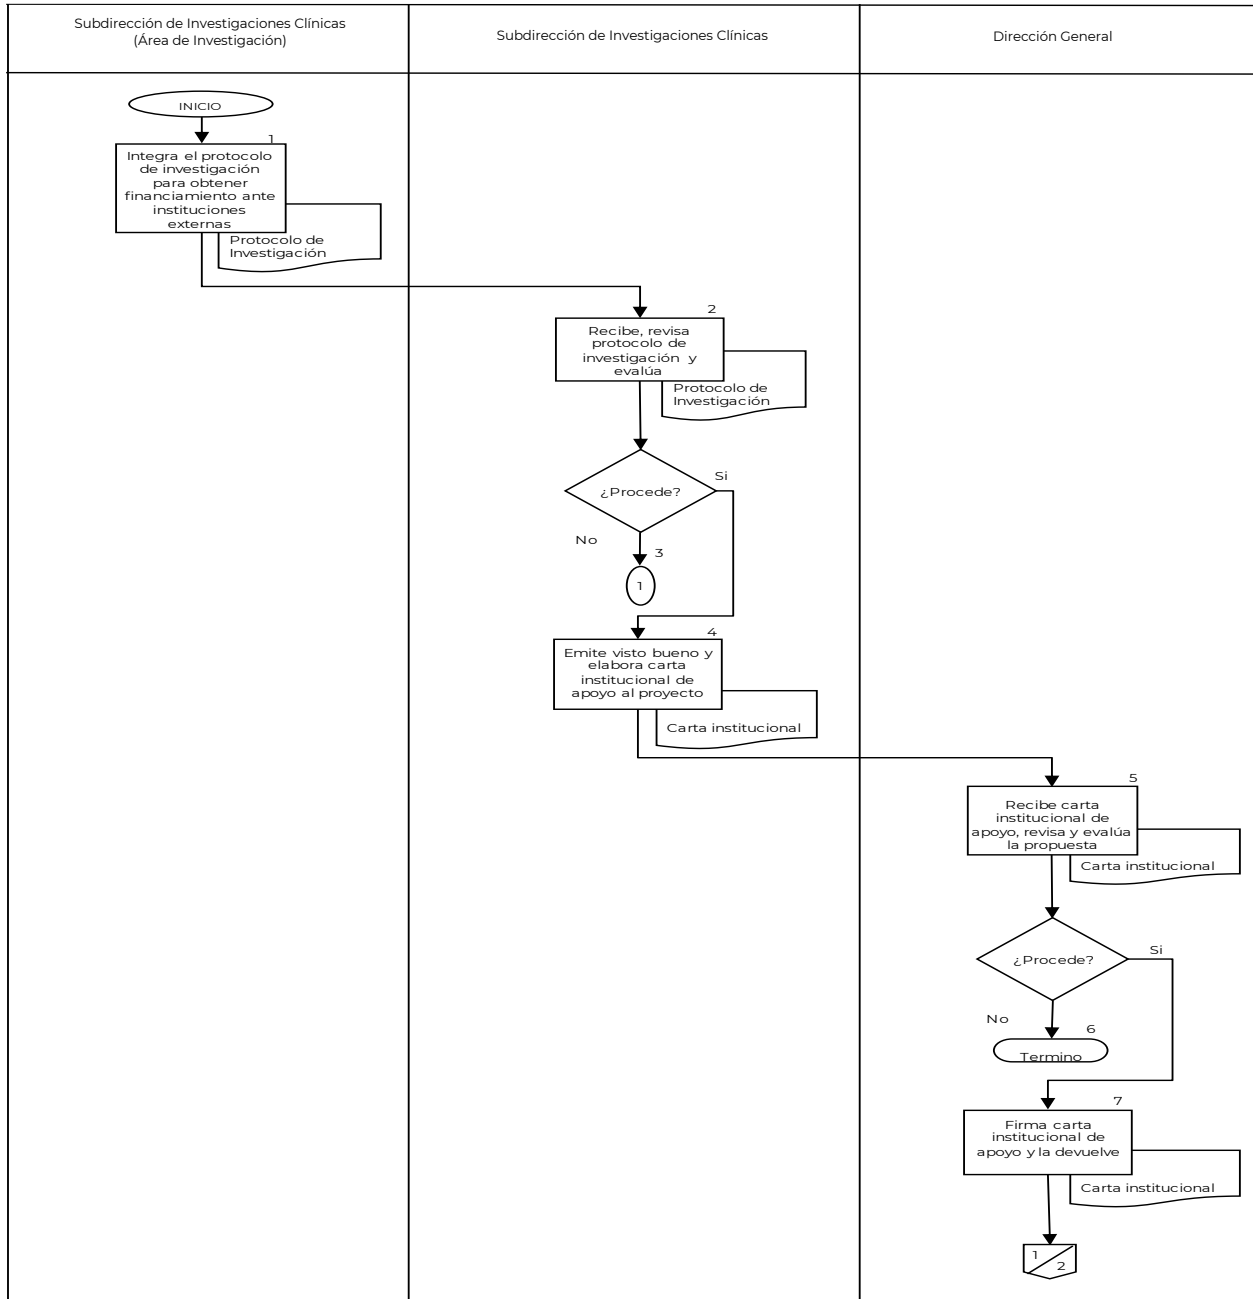 Subdirección de Investigaciones Clínicas
(Área de Investigación)
Subdirección de Investigaciones Clínicas
Dirección General
INICIO
1
Integra el protocolo
de investigación
para obtener
financiamiento ante
instituciones
externas
Protocolo de
Investigación
2
Recibe, revisa
protocolo de
investigación y
evalúa
Protocolo de
Investigación
¿Procede?
Si
No
3
1
4
Emite visto bueno y
elabora carta
institucional de
apoyo al proyecto
Carta institucional
5
Recibe carta
institucional de
apoyo, revisa y evalúa
la propuesta
Carta institucional
¿Procede?
Si
No
6
Termino
7
Firma carta
institucional de
apoyo y la devuelve
Carta institucional
1
2